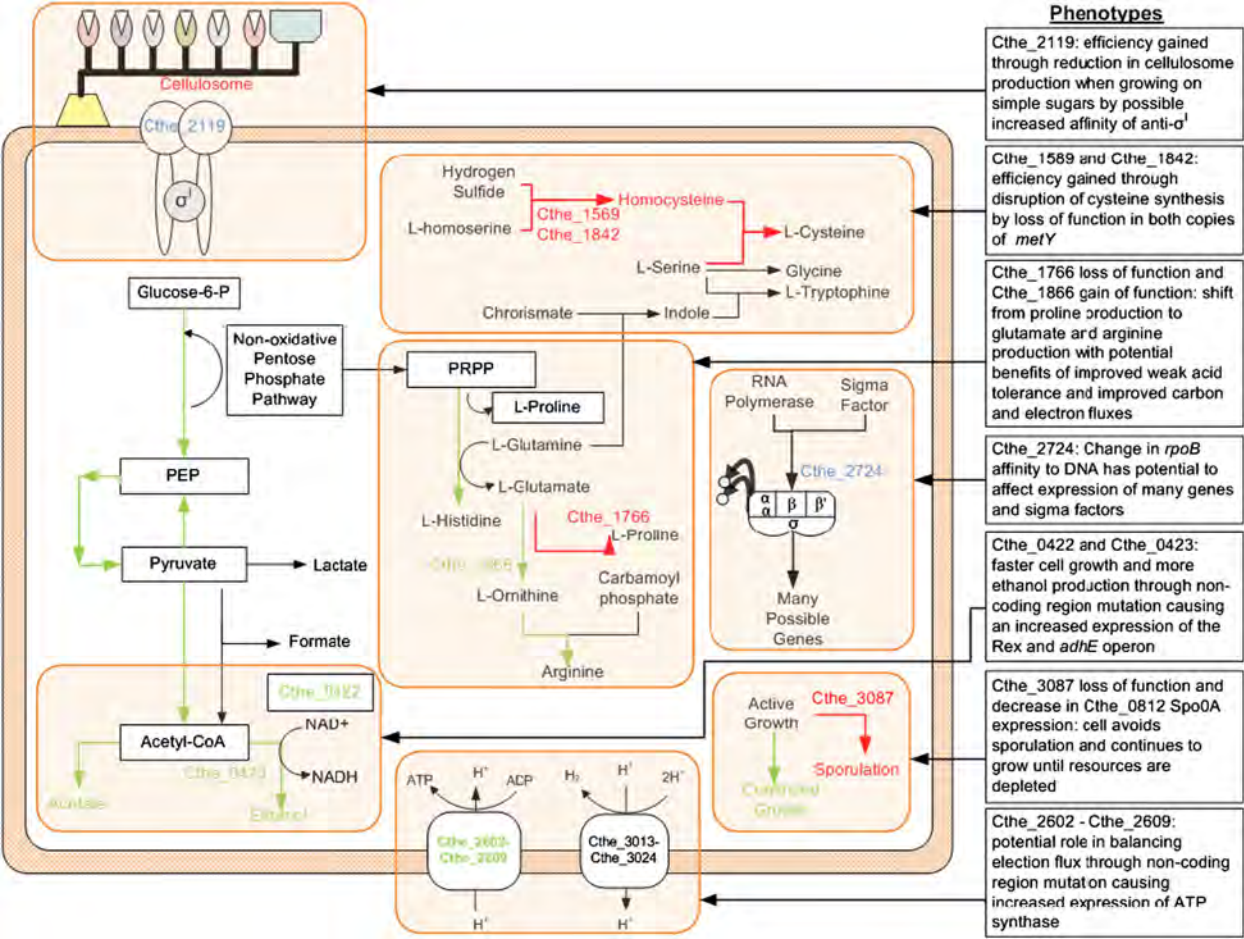 Phenotypes
Cthe_2119: efficiency gained
through reduction in cellulosome
production when growing on
simple sugars by possible
increased affinity of anti-σI
Cthe_1589 and Cthe_1842:
efficiency gained through
disruption of cysteine synthesis
by loss of function in both copies
of metY
Cthe_1766 loss of function and
Cthe_1866 gain of function: shift
from proline production to
glutamate and arginine
production with potential
benefits of improved weak acid
tolerance and improved carbon
and electron fluxes
Cthe_2724: Change in rpoB
affinity to DNA has potential to
affect expression of many genes
and sigma factors
Cthe_0422 and Cthe_0423:
faster cell growth and more
ethanol production through non-
coding region mutation causing
an increased expression of the
Rex and adhE operon
Cthe_3087 loss of function and
decrease in Cthe_0812 Spo0A
expression: cell avoids
sporulation and continues to
grow until resources are
depleted
Cthe_2602 - Cthe_2609:
potential role in balancing
election flux through non-coding
region mutation causing
increased expression of ATP
synthase
Cellulosome
Cthe_2119
σI
Hydrogen
Sulfide
L-homoserine
Cthe_1569
Cthe_1842
Homocysteine
L-Cysteine
L-Serine
Glycine
L-Tryptophine
Chrorismate
Indole
Glucose-6-P
Non-oxidative
Pentose
Phosphate
Pathway
PEP
Pyruvate
Lactate
Formate
PRPP
L-Proline
L-Glutamine
L-Glutamate
L-Histidine
Cthe_1766
L-Proline
L-Ornithine
Carbamoyl
phosphate
Arginine
RNA
Polymerase
Sigma
Factor
Cthe_2724
α
α
β
β'
σ
Many
Possible
Genes
Cthe_0422
NAD+
Acetyl-CoA
NADH
Cthe_0423
Acetate
Ethanol
Active
Growth
Cthe_3087
Sporulation
Continued
Growth
ATP
H+
ADP
H2
H+
2H+
Cthe_2602-
Cthe_2609
Cthe_3013-
Cthe_3024
H+
H+